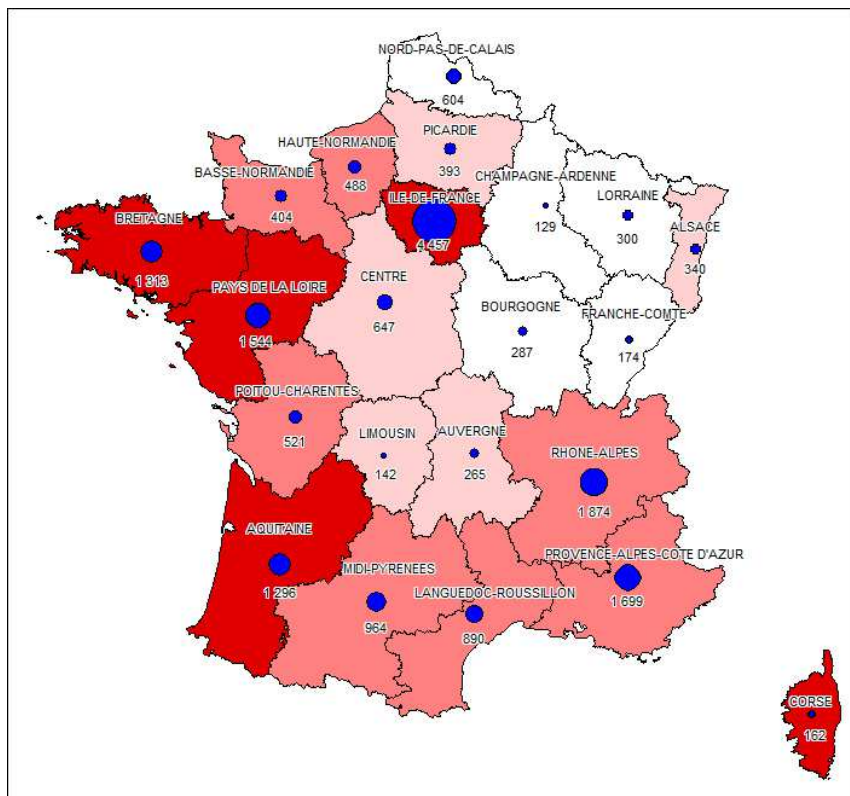 NORD-PAS-DE-CALAIS
604
PICARDIE
393
HAUTE-NORMANDIE
488
BASSE-NORMANDIE
404
CHAMPAGNE-ARDENNE
129
LORRAINE
300
ILE-DE-FRANCE
4 457
ALSACE
340
BRETAGNE
1 313
PAYS DE LA LOIRE
1 544
CENTRE
647
BOURGOGNE
287
FRANCHE-COMTE
174
POITOU-CHARENTES
521
LIMOUSIN
142
AUVERGNE
265
RHONE-ALPES
1 874
AQUITAINE
1 296
MIDI-PYRENEES
964
LANGUEDOC-ROUSSILLON
890
PROVENCE-ALPES-COTE D'AZUR
1 699
CORSE
162